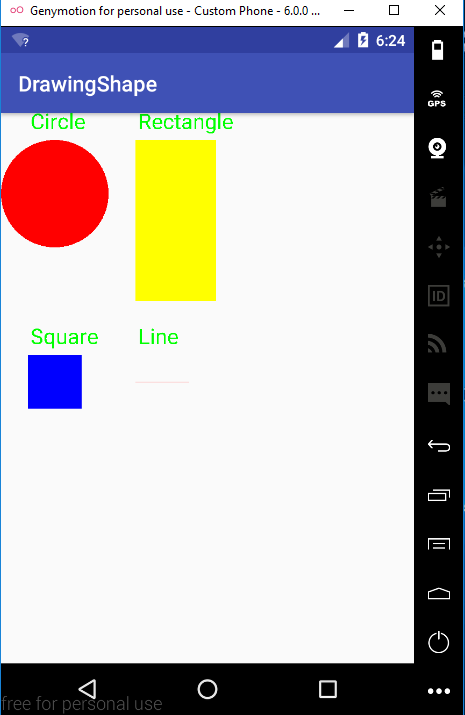 Genymotion for personal use - Custom Phone - 6.0.0 ...
6:24
DrawingShape
Circle Rectangle
GPS
ID
Square Line
free for personal use